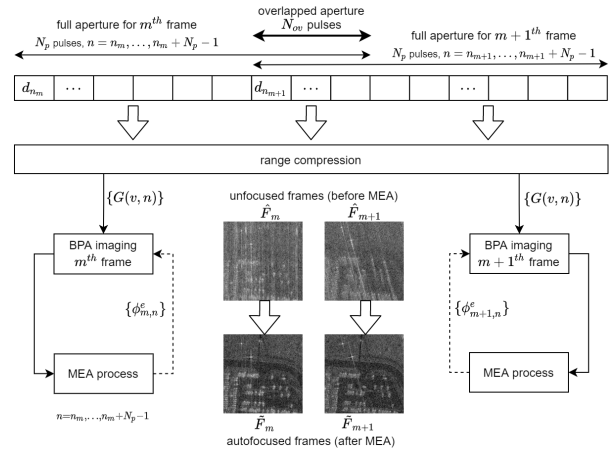 overlapped aperture
full aperture for m^{th} frame
N_{ov} pulses
full aperture for m + 1^{th} frame
N_p pulses, n = n_m, ..., n_m + N_p − 1
N_p pulses, n = n_{m+1}, ..., n_{m+1} + N_p − 1
d_{n_m} ... d_{n_{m+1}} ... ...
range compression
{G(v, n)}
unfocused frames (before MEA)
{G(v, n)}
F̂_m F̂_{m+1}
BPA imaging
m^{th} frame
BPA imaging
m + 1^{th} frame
{ϕ^e_{m,n}}
{ϕ^e_{m+1,n}}
MEA process
MEA process
n=n_m,...,n_m+N_p−1
F̃_m F̃_{m+1}
autofocused frames (after MEA)